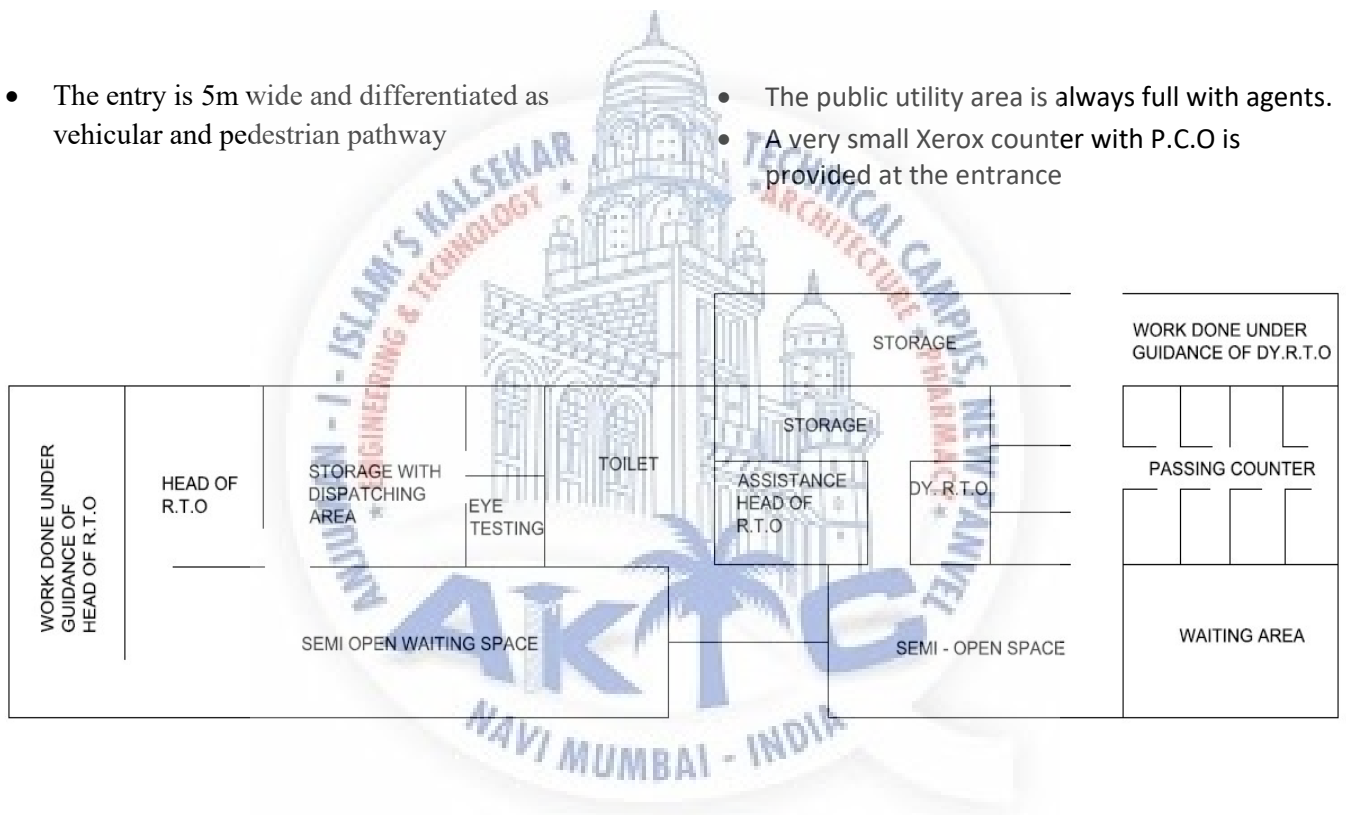 • The entry is 5m wide and differentiated as
vehicular and pedestrian pathway
• The public utility area is always full with agents.
• A very small Xerox counter with P.C.O is
provided at the entrance
ANJUMAN - I - ISLAM'S KALSEKAR TECHNICAL CAMPUS, NEW PANVEL
ENGINEERING & TECHNOLOGY * ARCHITECTURE * PHARMACY *
STORAGE
WORK DONE UNDER
GUIDANCE OF DY.R.T.O
WORK DONE UNDER
GUIDANCE OF
HEAD OF R.T.O
HEAD OF
R.T.O
STORAGE WITH
DISPATCHING
AREA
EYE
TESTING
TOILET
STORAGE
ASSISTANCE
HEAD OF
R.T.O
DY. R.T.O
PASSING COUNTER
SEMI OPEN WAITING SPACE
SEMI - OPEN SPACE
WAITING AREA
AKTC
NAVI MUMBAI - INDIA